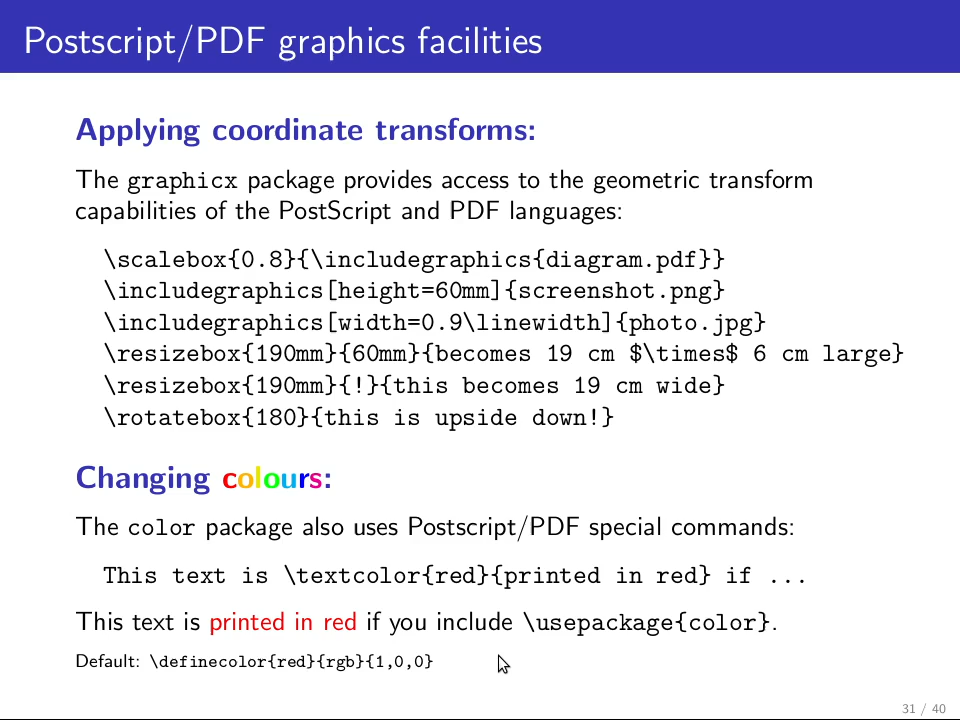 Postscript/PDF graphics facilities
Applying coordinate transforms:
The graphicx package provides access to the geometric transform
capabilities of the PostScript and PDF languages:
\scalebox{0.8}{\includegraphics{diagram.pdf}}
\includegraphics[height=60mm]{screenshot.png}
\includegraphics[width=0.9\linewidth]{photo.jpg}
\resizebox{190mm}{60mm}{becomes 19 cm $\times$ 6 cm large}
\resizebox{190mm}{!}{this becomes 19 cm wide}
\rotatebox{180}{this is upside down!}
Changing colours:
The color package also uses Postscript/PDF special commands:
This text is \textcolor{red}{printed in red} if ...
This text is printed in red if you include \usepackage{color}.
Default: \definecolor{red}{rgb}{1,0,0}
31 / 40